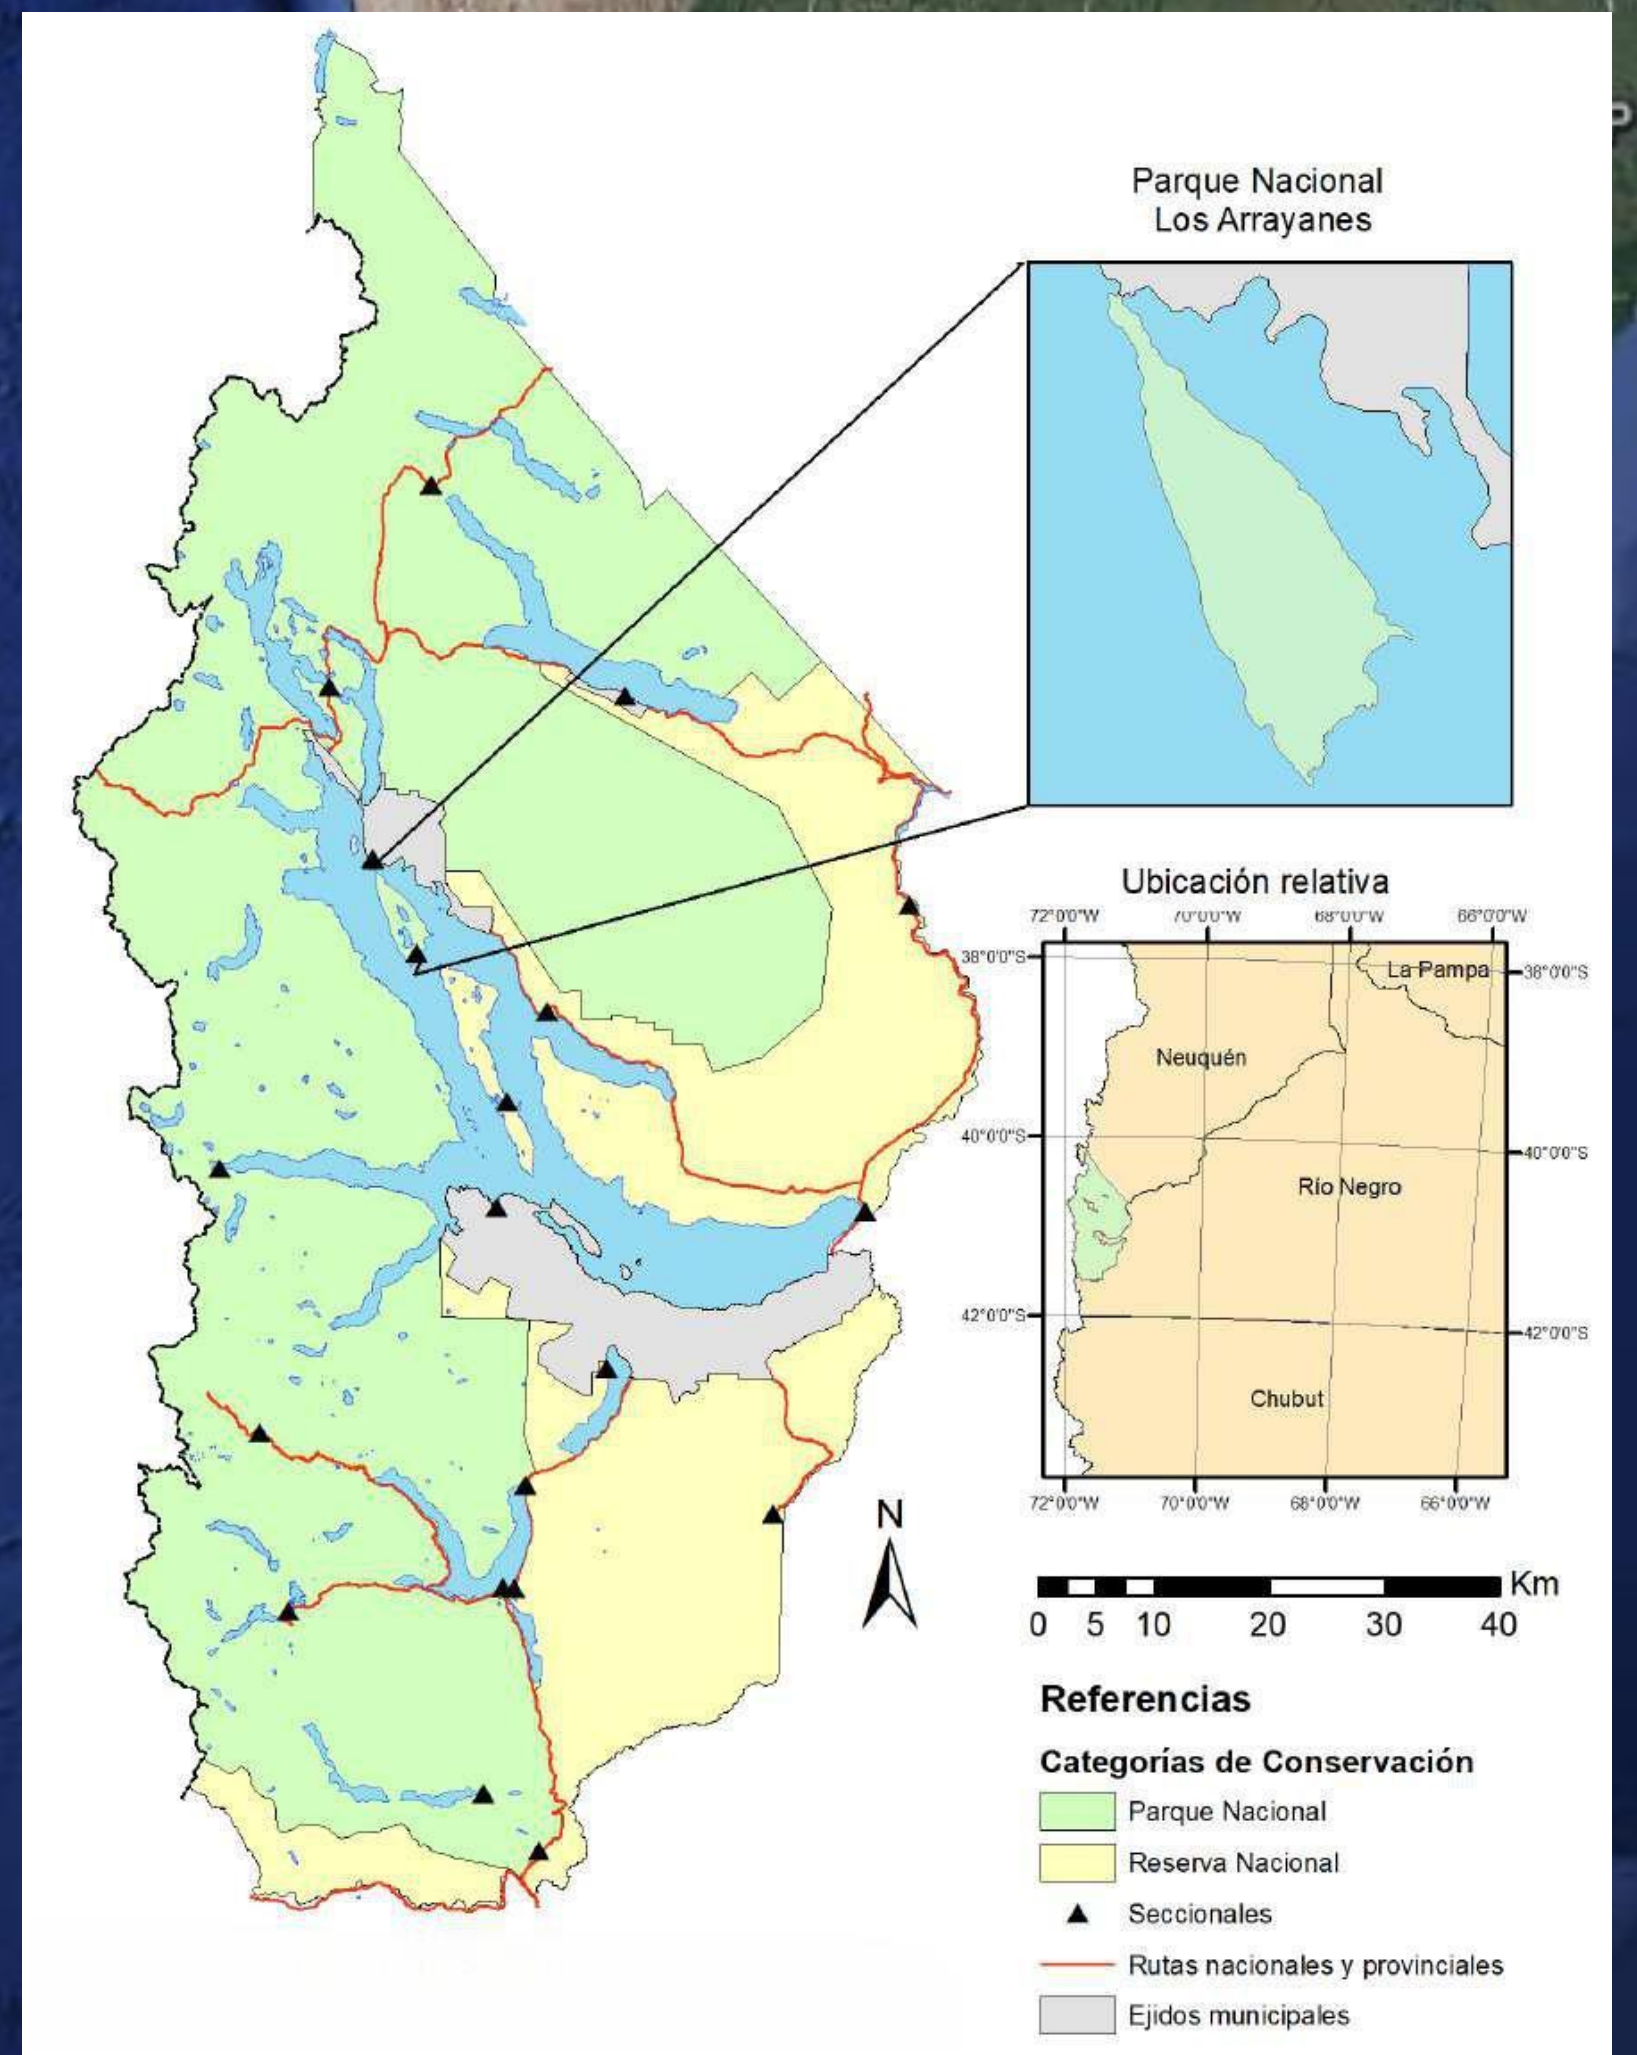 Parque Nacional
Los Arrayanes
Ubicación relativa
72°0'0"W 70°0'0"W 68°0'0"W 66°0'0"W
38°0'0"S
La Pampa
38°0'0"S
Neuquén
40°0'0"S
40°0'0"S
Río Negro
42°0'0"S
42°0'0"S
Chubut
72°0'0"W 70°0'0"W 68°0'0"W 66°0'0"W
N
Km
0 5 10 20 30 40
Referencias
Categorías de Conservación
Parque Nacional
Reserva Nacional
Seccionales
Rutas nacionales y provinciales
Ejidos municipales